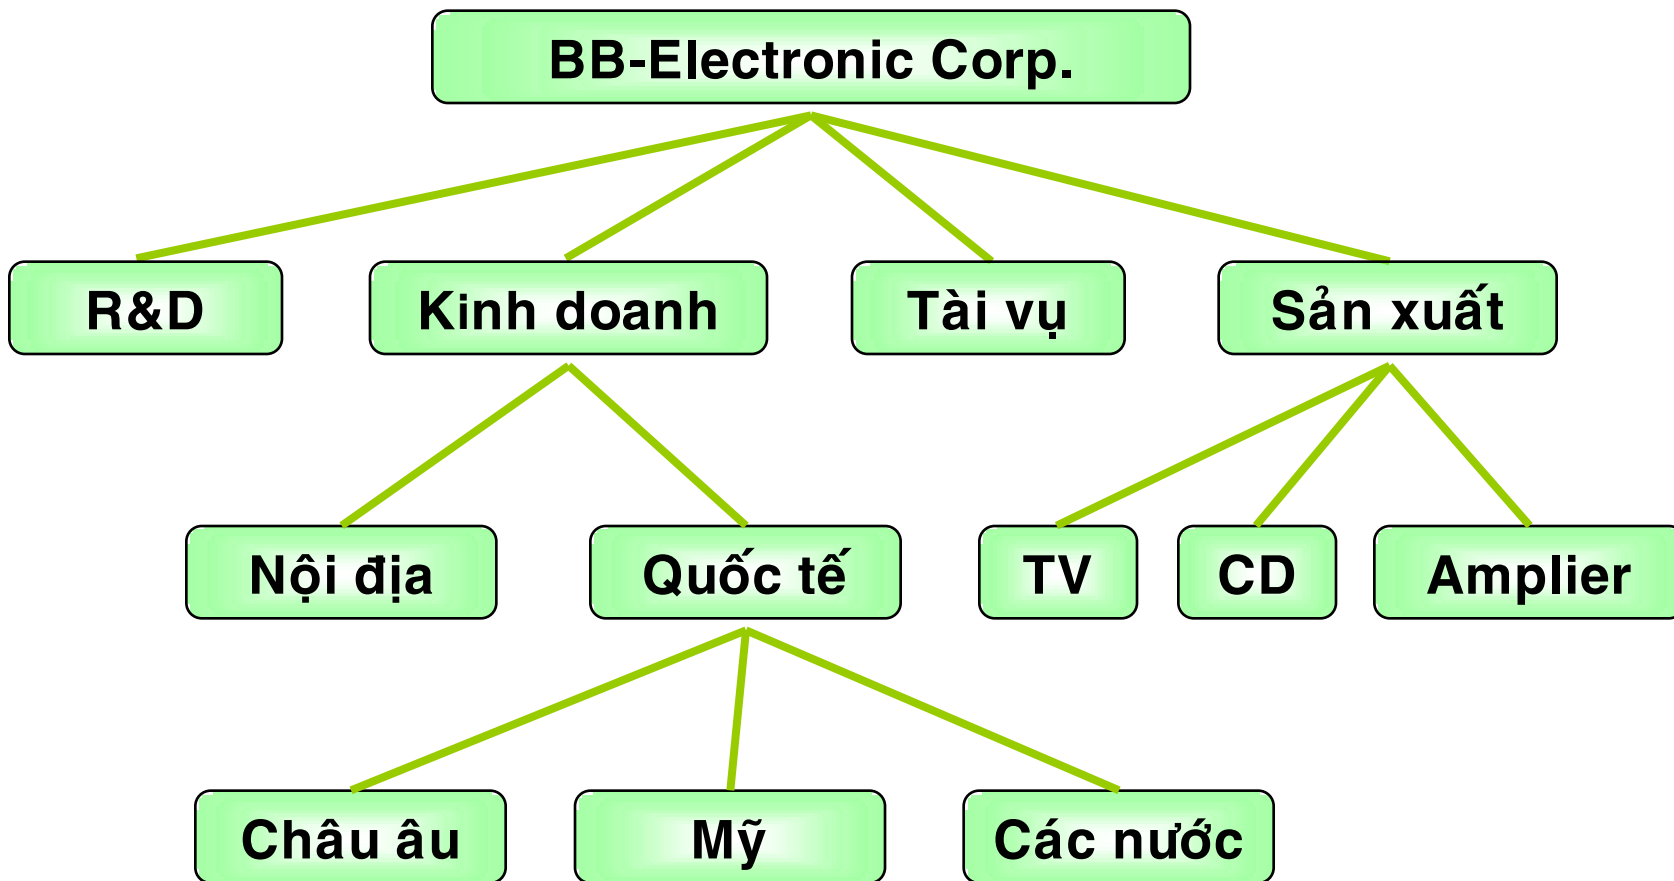 BB-Electronic Corp.
R&D
Kinh doanh
Tài vụ
Sản xuất
Nội địa
Quốc tế
TV
CD
Amplier
Châu âu
Mỹ
Các nước